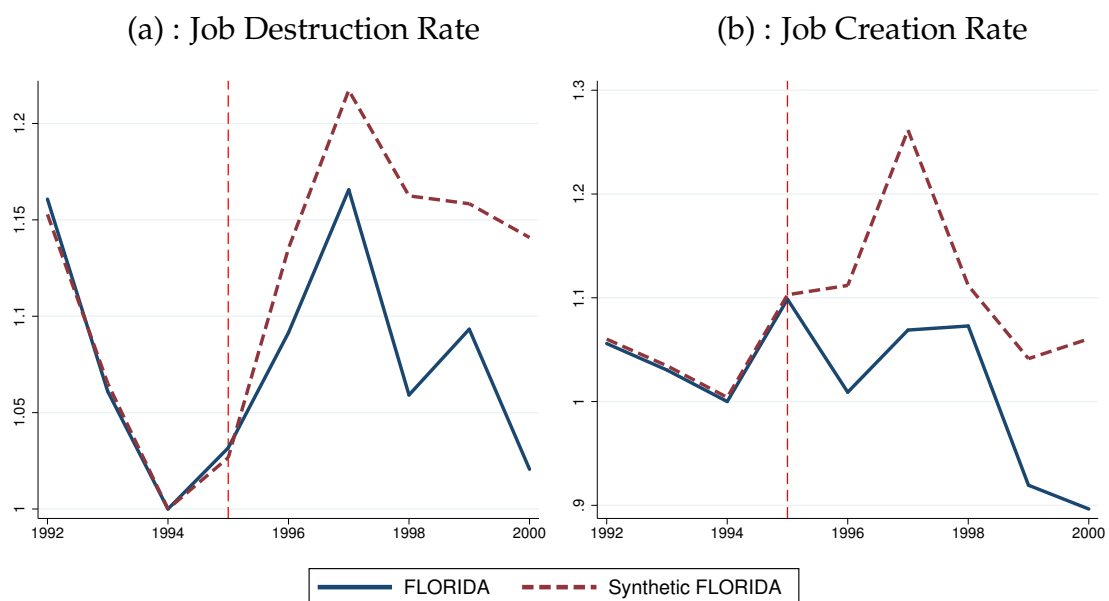 (a) : Job Destruction Rate
1.2
1.15
1.1
1.05
1
1992 1994 1996 1998 2000
(b) : Job Creation Rate
1.3
1.2
1.1
1
.9
1992 1994 1996 1998 2000
FLORIDA Synthetic FLORIDA